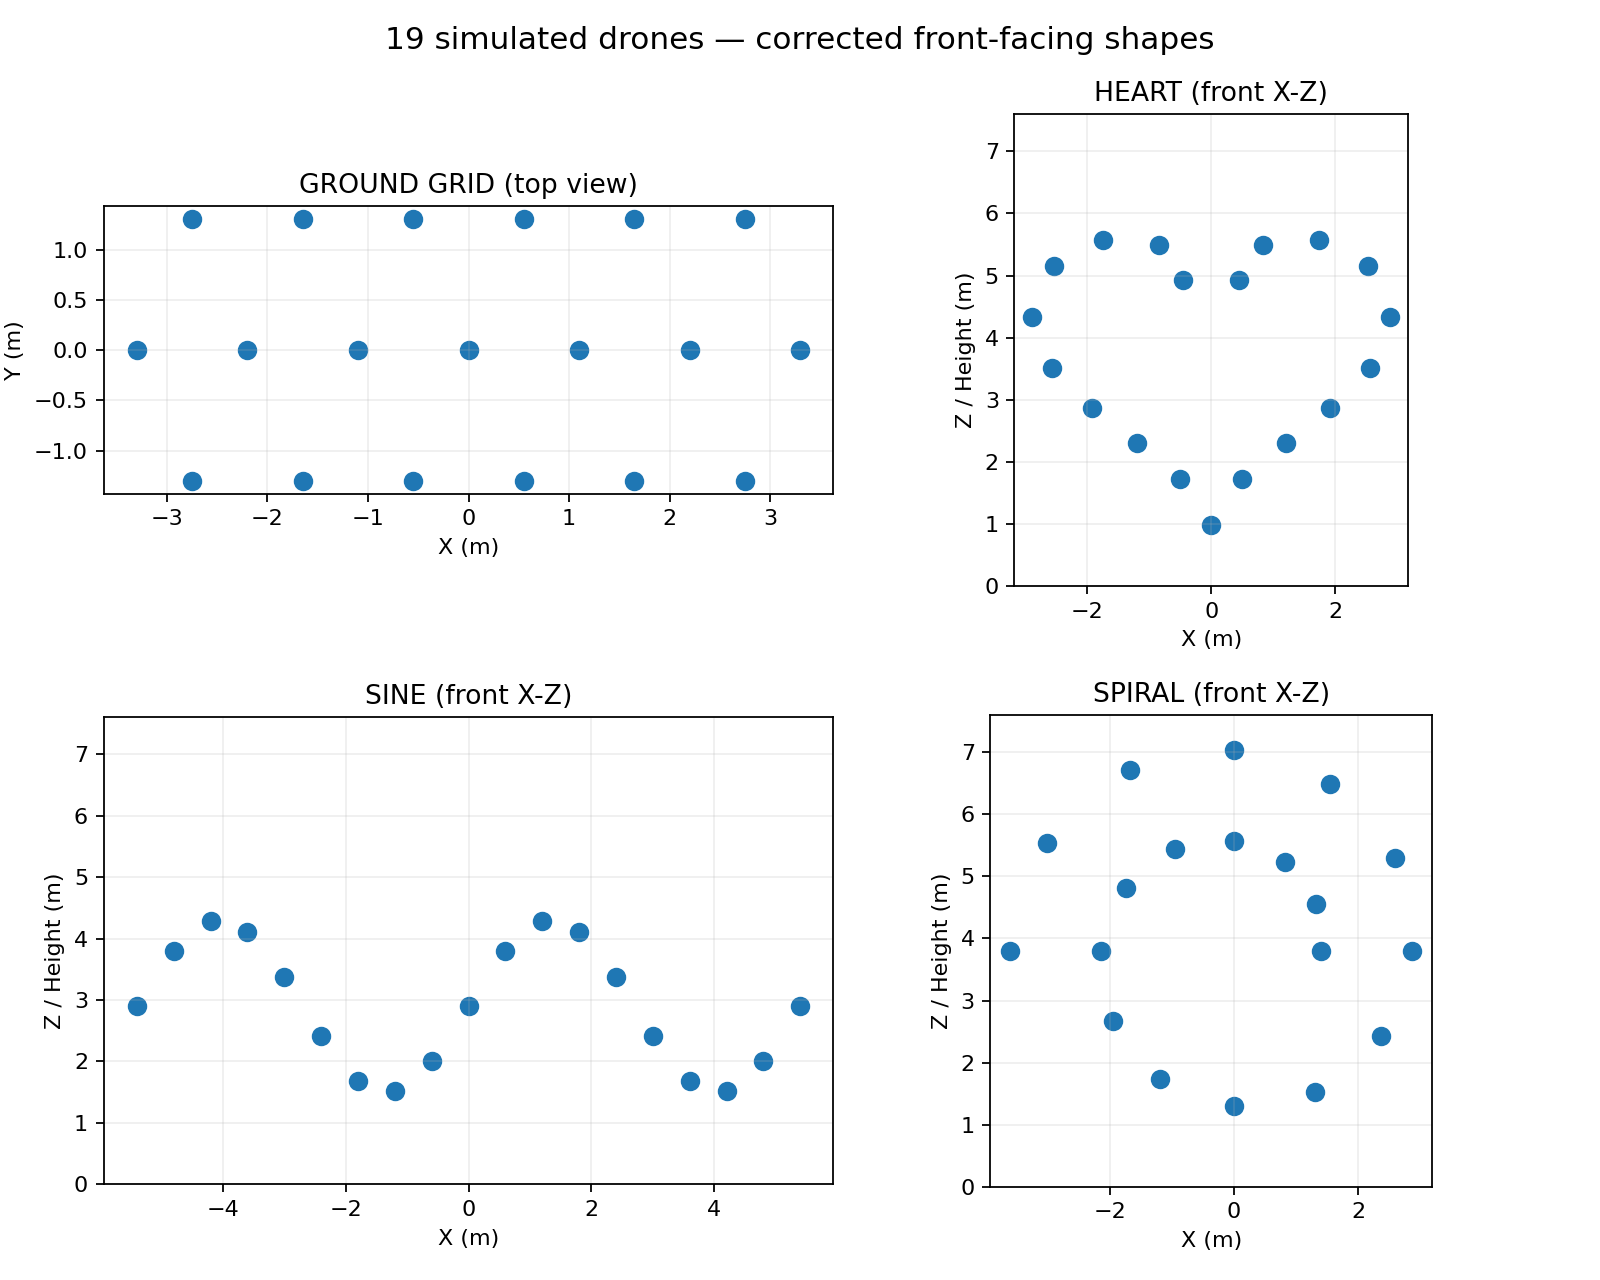 19 simulated drones — corrected front-facing shapes
GROUND GRID (top view)
1.0
0.5
0.0
−0.5
−1.0
Y (m)
−3 −2 −1 0 1 2 3
X (m)
HEART (front X-Z)
7
6
5
4
3
2
1
0
Z / Height (m)
−2 0 2
X (m)
SINE (front X-Z)
7
6
5
4
3
2
1
0
Z / Height (m)
−4 −2 0 2 4
X (m)
SPIRAL (front X-Z)
7
6
5
4
3
2
1
0
Z / Height (m)
−2 0 2
X (m)